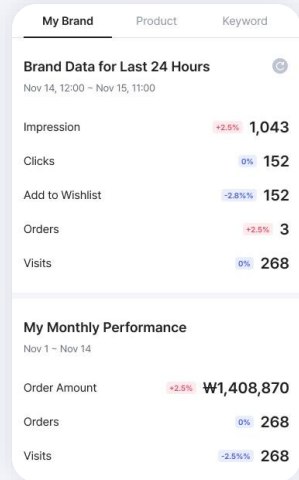 My Brand Product Keyword
Brand Data for Last 24 Hours
Nov 14, 12:00 ~ Nov 15, 11:00
Impression +2.5% 1,043
Clicks 0% 152
Add to Wishlist -2.8%% 152
Orders +2.5% 3
Visits 0% 268
My Monthly Performance
Nov 1 ~ Nov 14
Order Amount +2.5% ₩1,408,870
Orders 0% 268
Visits -2.5%% 268